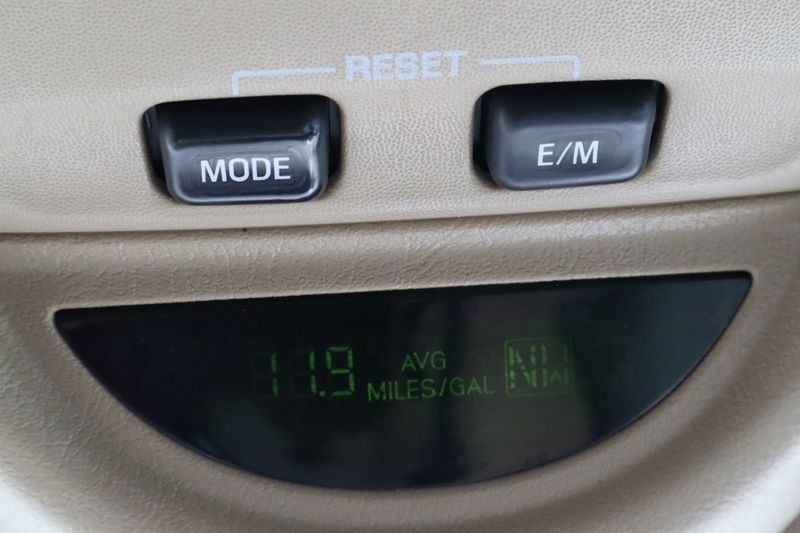 RESET
MODE E/M
11.9 AVG MILES/GAL NW